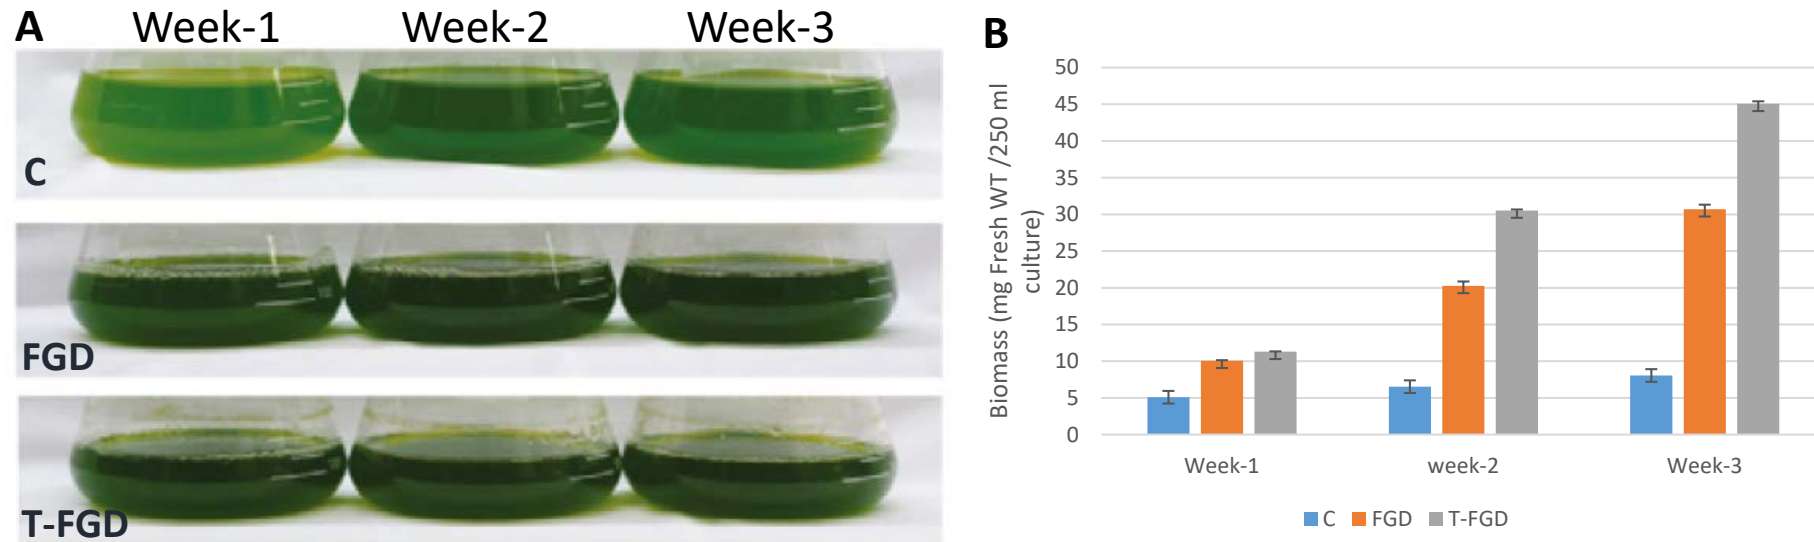 A
Week-1 Week-2 Week-3
C
FGD
T-FGD
B
Biomass (mg Fresh WT /250 ml
culture)
50
45
40
35
30
25
20
15
10
5
0
Week-1 week-2 Week-3
C FGD T-FGD